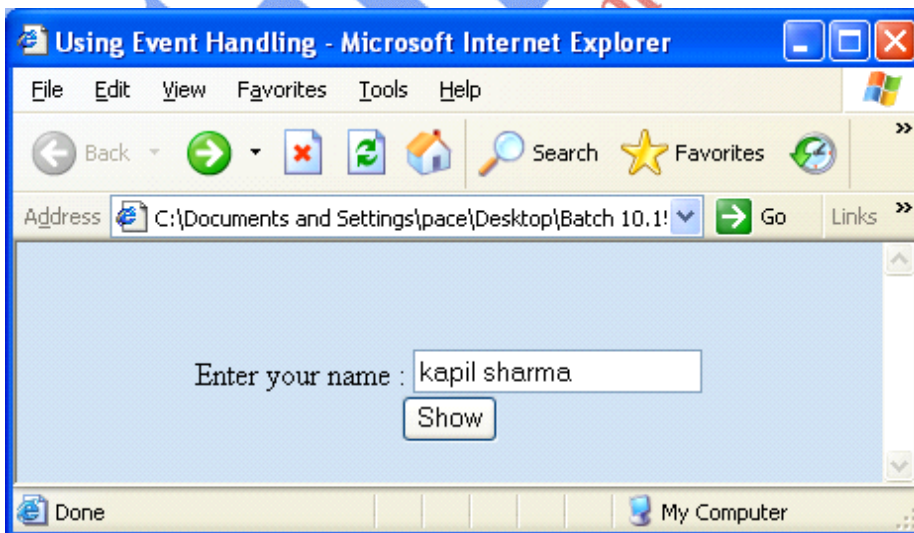 Using Event Handling - Microsoft Internet Explorer
File Edit View Favorites Tools Help
Back Search Favorites »
Address C:\Documents and Settings\pace\Desktop\Batch 10.1 Go Links »
Enter your name : kapil sharma
Show
Done My Computer